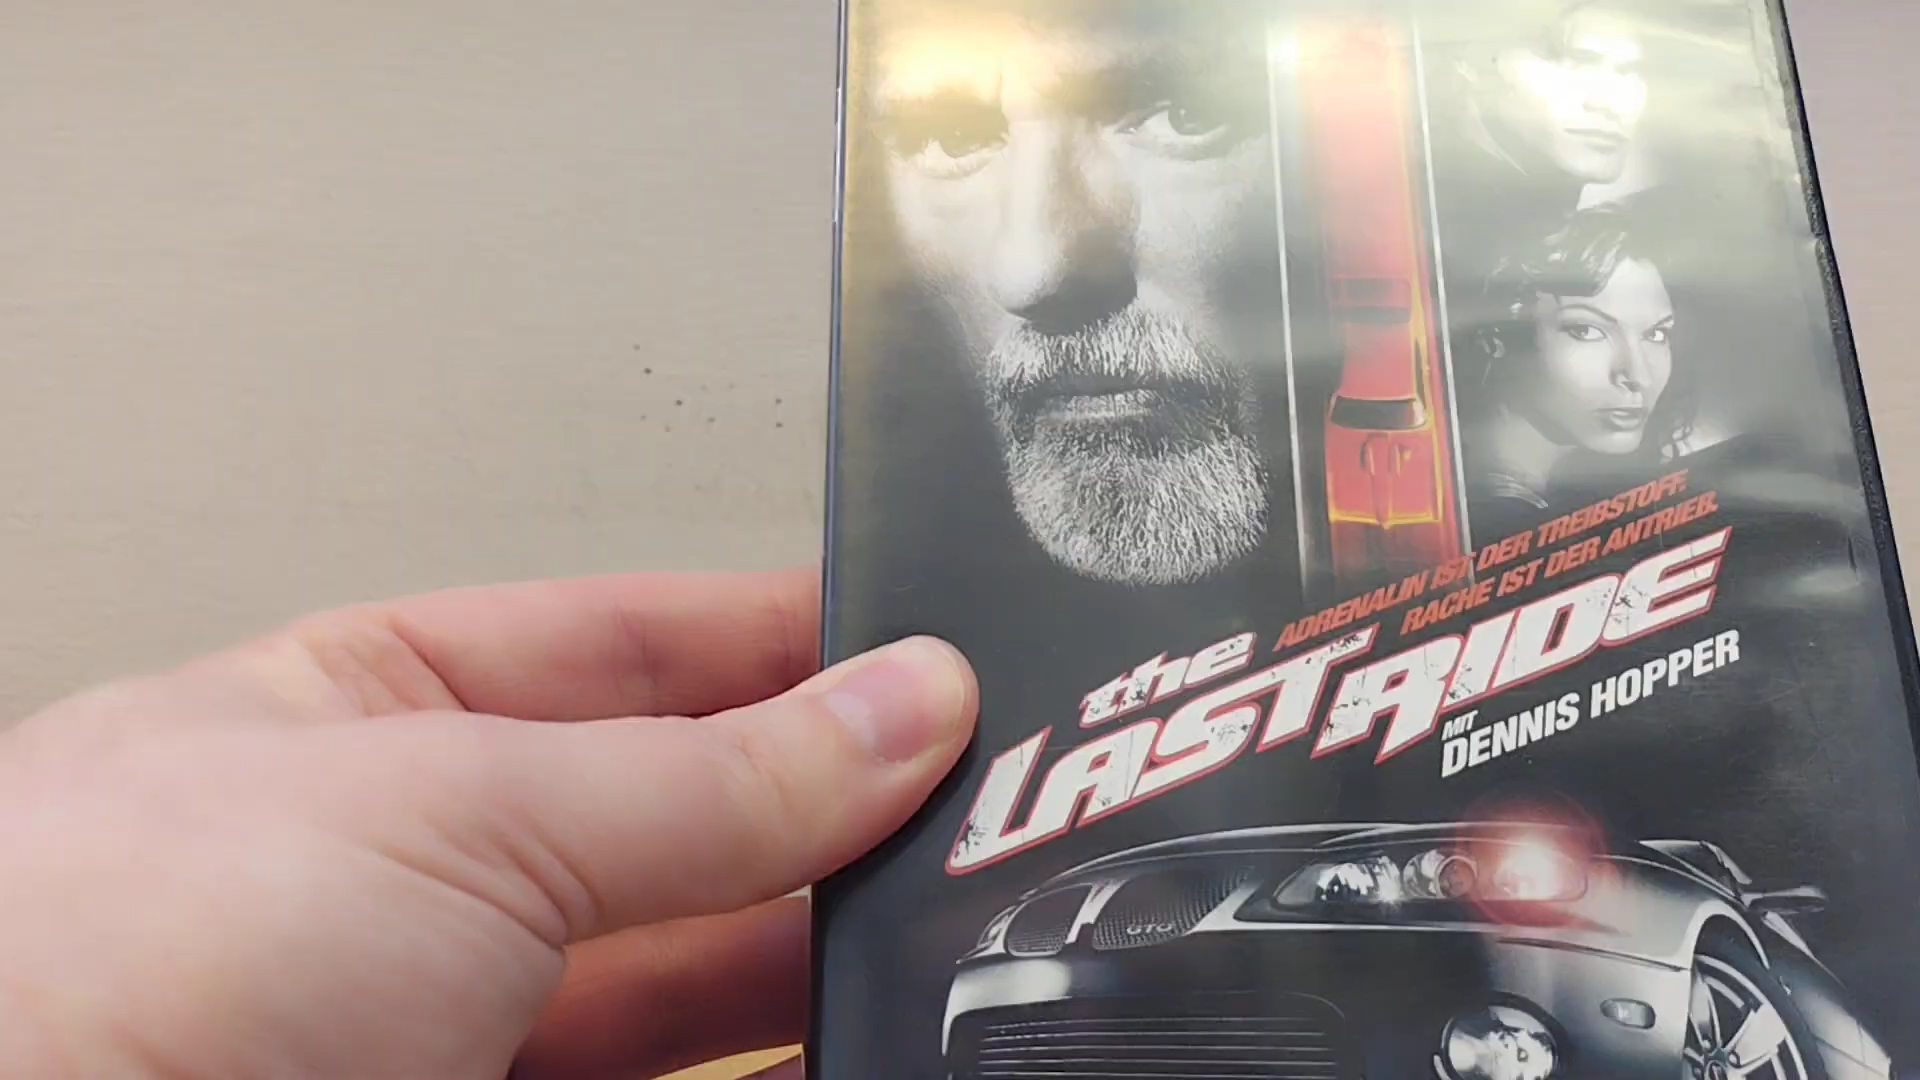 ADRENALIN IST DER TREIBSTOFF.
RACHE IST DER ANTRIEB.
the
LAST RIDE
MIT
DENNIS HOPPER
GTO